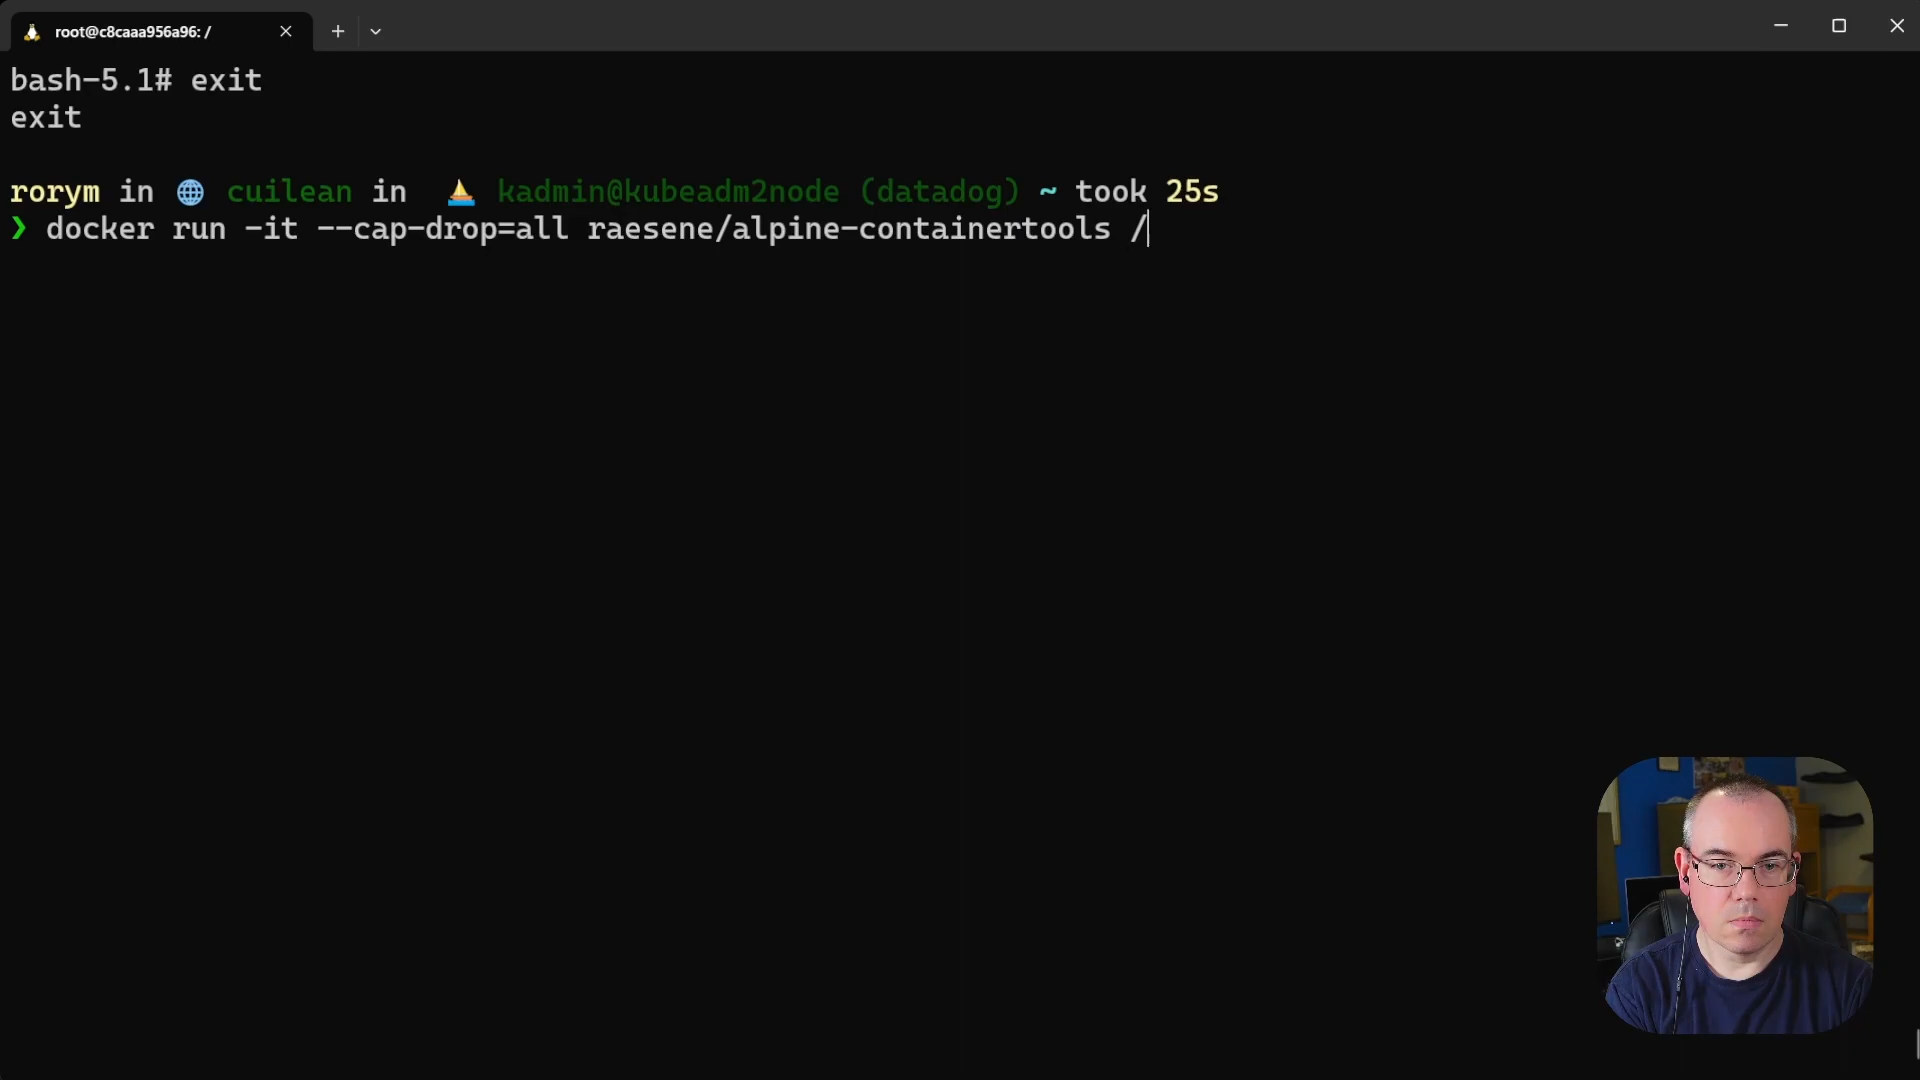 root@c8caaa956a96: /
bash-5.1# exit
exit
rorym in 🌐 cuilean in ⛵ kadmin@kubeadm2node (datadog) ~ took 25s
❯ docker run -it --cap-drop=all raesene/alpine-containertools /